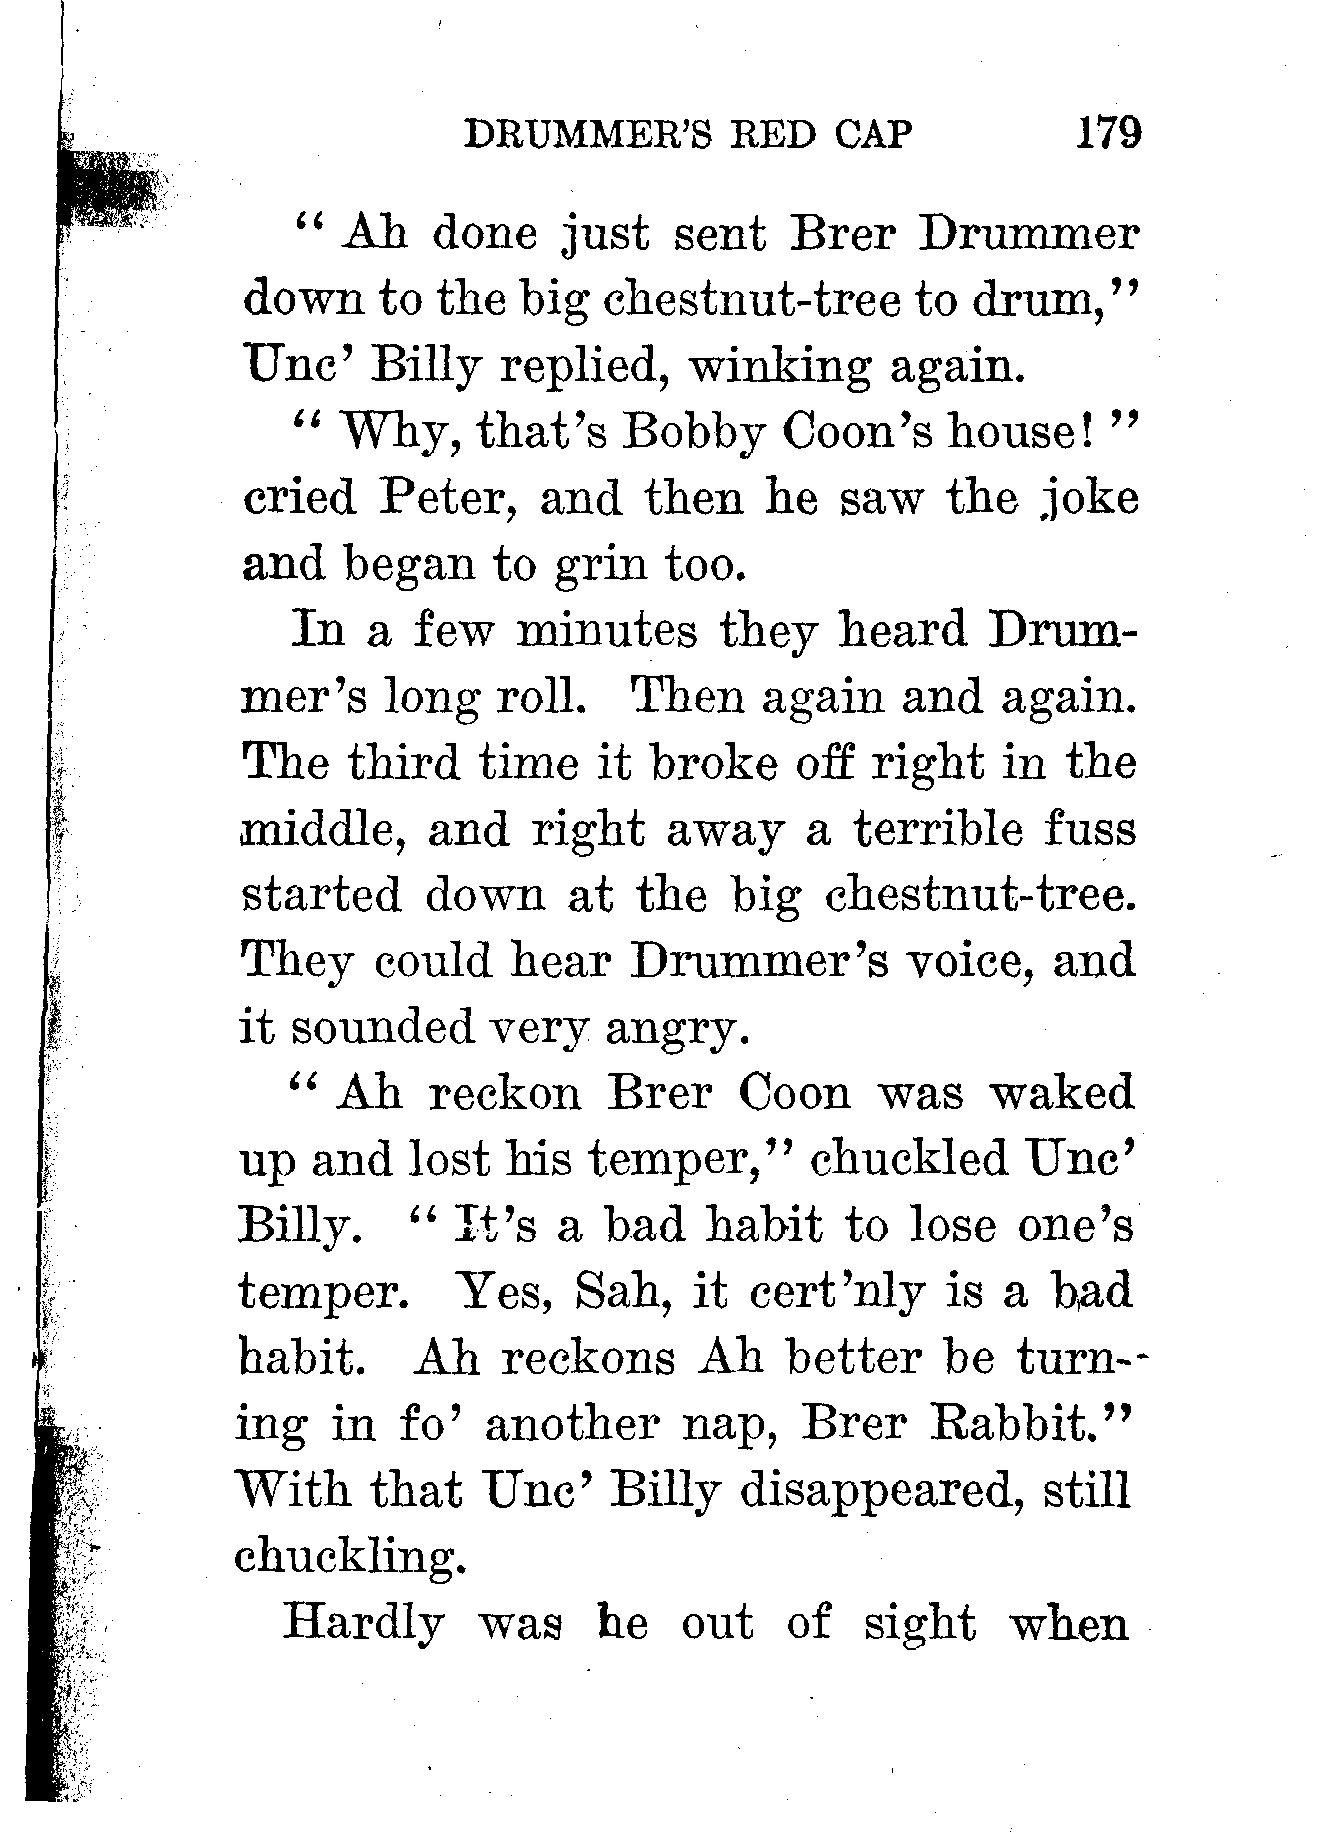 DRUMMER'S RED CAP 179
" Ah done just sent Brer Drummer
down to the big chestnut-tree to drum,"
Unc' Billy replied, winking again.
" Why, that's Bobby Coon's house! "
cried Peter, and then he saw the joke
and began to grin too.
In a few minutes they heard Drum-
mer's long roll. Then again and again.
The third time it broke off right in the
middle, and right away a terrible fuss
started down at the big chestnut-tree.
They could hear Drummer's voice, and
it sounded very angry.
" Ah reckon Brer Coon was waked
up and lost his temper," chuckled Unc'
Billy. " It's a bad habit to lose one's
temper. Yes, Sah, it cert'nly is a bad
habit. Ah reckons Ah better be turn-
ing in fo' another nap, Brer Rabbit."
With that Unc' Billy disappeared, still
chuckling.
Hardly was he out of sight when